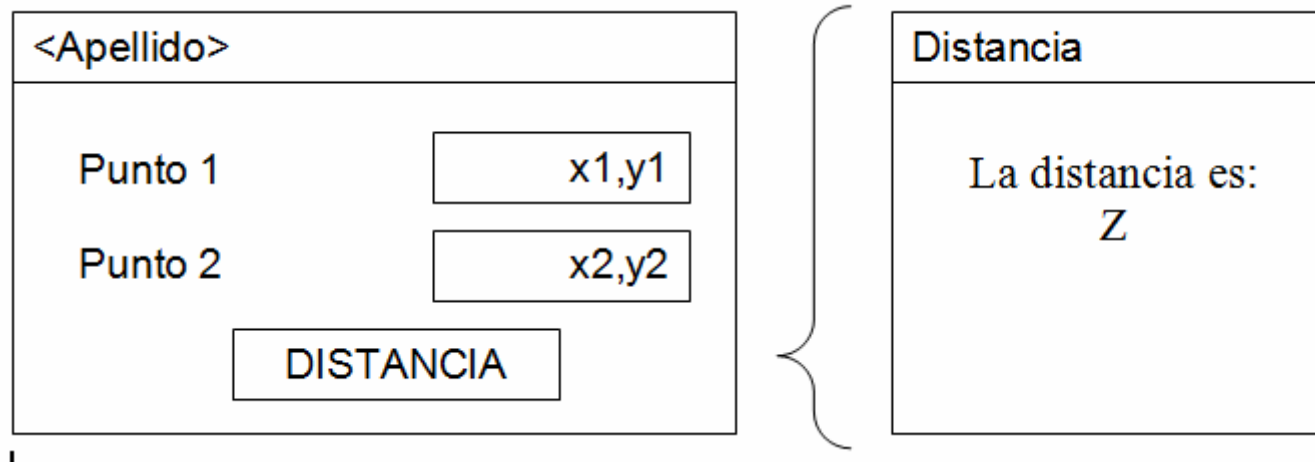 <Apellido>
Punto 1 x1,y1
Punto 2 x2,y2
DISTANCIA
Distancia
La distancia es:
Z